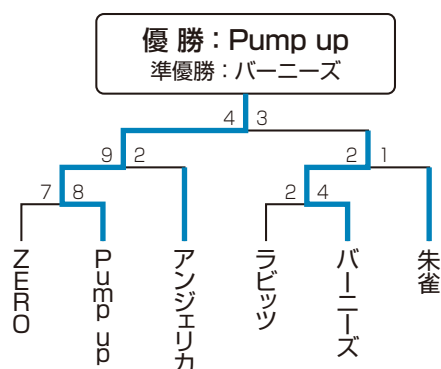 優勝：Pump up
準優勝：バーニーズ
4 3
9 2
2 1
7 8
2 4
ZERO
Pump up
アンジェリカ
ラビッツ
バーニーズ
朱雀